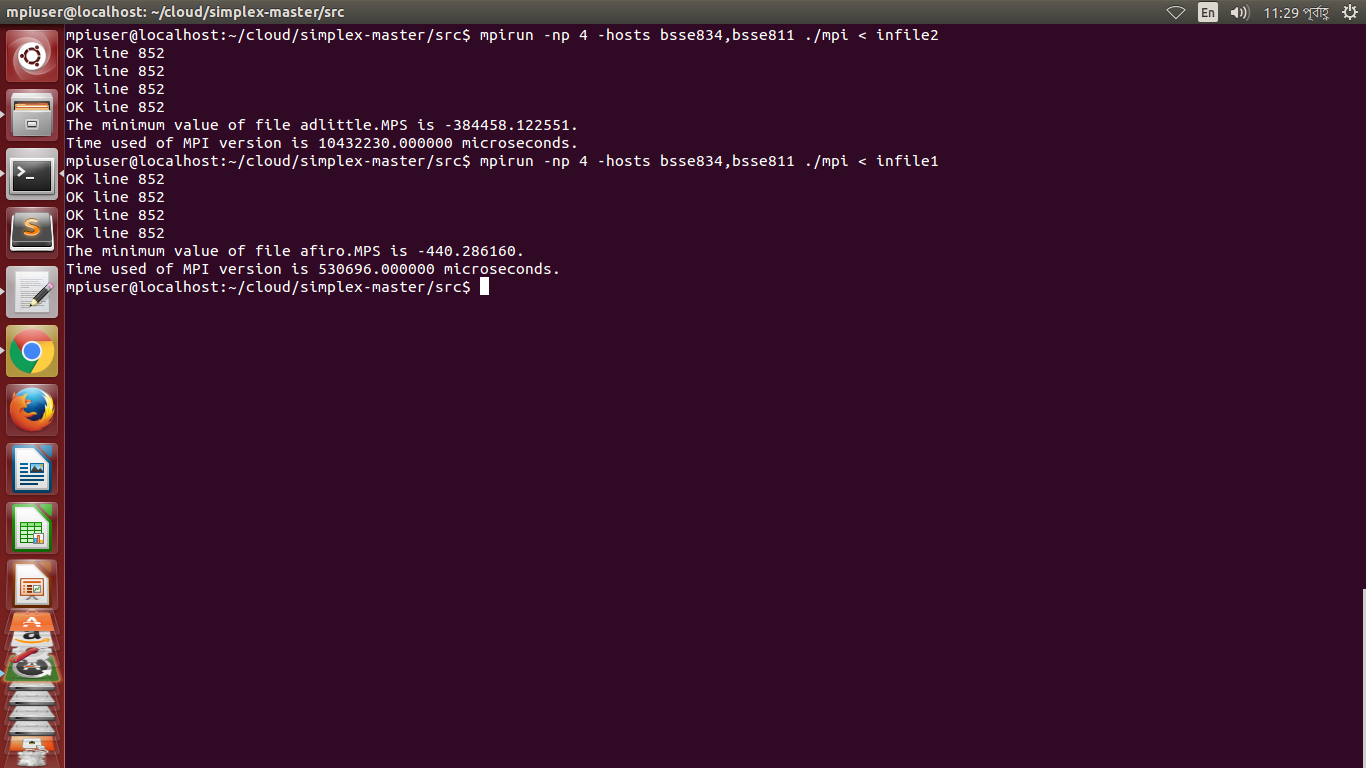 mpiuser@localhost: ~/cloud/simplex-master/src
En
11:29 পূর্বাহ্ণ
mpiuser@localhost:~/cloud/simplex-master/src$ mpirun -np 4 -hosts bsse834,bsse811 ./mpi < infile2
OK line 852
OK line 852
OK line 852
OK line 852
The minimum value of file adlittle.MPS is -384458.122551.
Time used of MPI version is 10432230.000000 microseconds.
mpiuser@localhost:~/cloud/simplex-master/src$ mpirun -np 4 -hosts bsse834,bsse811 ./mpi < infile1
OK line 852
OK line 852
OK line 852
OK line 852
The minimum value of file afiro.MPS is -440.286160.
Time used of MPI version is 530696.000000 microseconds.
mpiuser@localhost:~/cloud/simplex-master/src$